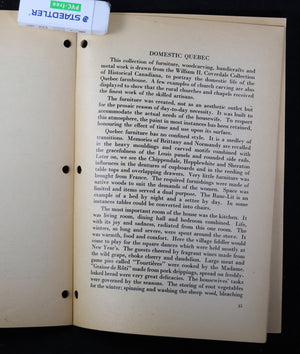 STAEDTLER
PVC-free
DOMESTIC QUEBEC
This collection of furniture, woodcarving, handicrafts and
metal work is drawn from the William H. Coverdale Collection
of Historical Canadiana, to portray the domestic life of the
Quebec farmhouse. A few examples of church carving are also
displayed to show that the rural churches and chapels received
the finest work of the skilled artisans.
The furniture was created, not as an aesthetic outlet but
for the prosaic reason of day-to-day necessity. It was built to
accommodate the actual needs of the household. To respect
this atmosphere, the paint in most instances has been retained,
honouring the effect of time and use upon its surface.
Quebec furniture has no confined style. It is a medley of
transitions. Memories of Brittany and Normandy are recalled
in the heavy mouldings and carved motifs combined with
the gracefulness of the Louis panels and rounded side rails.
Later on, we see the Chippendale, Hepplewhite and Sheraton
influences in the dentures of cupboards and in the reeding of
table tops and overlapping drawers. Very little furniture was
brought from France. The required furnishings were made of
native woods to suit the demands of the women. Space was
limited and items served a dual purpose. The Banc-Lit is an
example of a bed by night and a settee by day. In some
instances tables could be converted into chairs.
The most important room of the house was the kitchen. It
was living room, dining hall and bedroom combined. Life,
with its joy and sadness, radiated from this one room. The
winters, so long and severe, were spent around the stove. It
was warmth, food and comfort. Here the village fiddler would
come to play for the square dances which were held mostly at
New Year's. The guests cheered by fragrant wines made from
the wild grape, choke cherry and dandelion. Large meat and
game pies called "Tourtières" were cooked by the Madame.
"Graisse de Rôti" made from pork drippings, spread on freshly-
baked bread were very great delicacies. The housewives' tasks
were governed by the seasons. The storing of root vegetables
for the winter; spinning and washing the sheep wool, bleaching